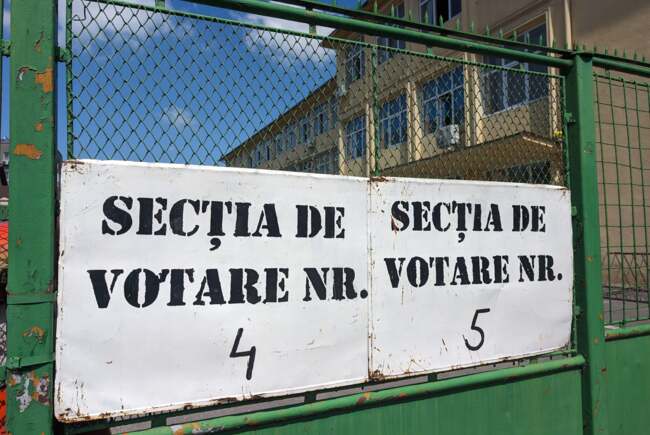 SECȚIA DE
VOTARE NR.
4
SECȚIA DE
VOTARE NR.
5